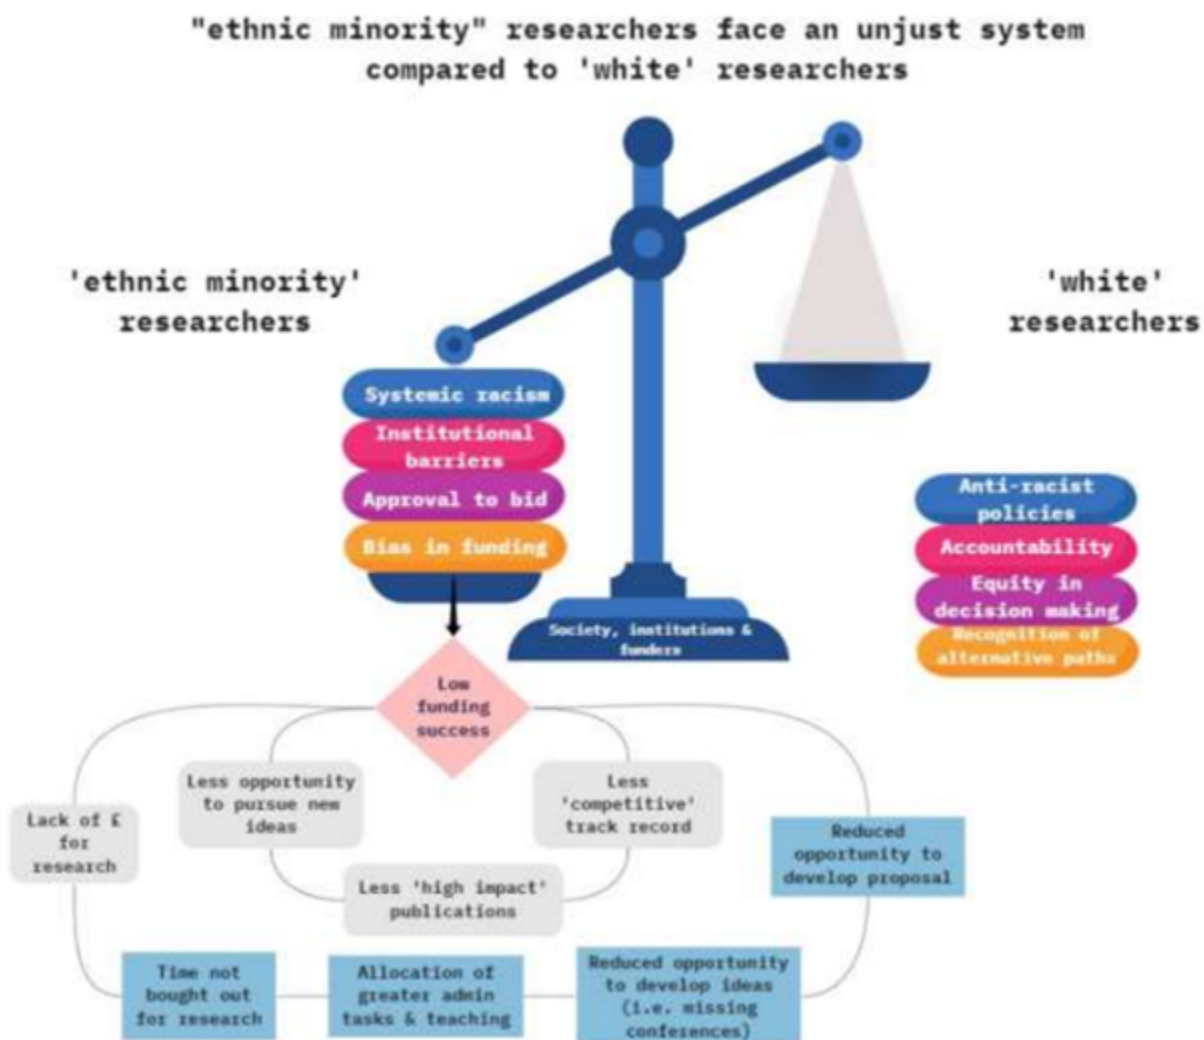 "ethnic minority" researchers face an unjust system
compared to 'white' researchers
'ethnic minority'
researchers
'white'
researchers
Systemic racism
Institutional
barriers
Approval to bid
Bias in funding
Anti-racist
policies
Accountability
Equity in
decision making
Recognition of
alternative paths
Society, institutions &
funders
Low
funding
success
Less opportunity
to pursue new
ideas
Less
'competitive'
track record
Lack of £
for
research
Reduced
opportunity to
develop proposal
Less 'high impact'
publications
Time not
bought out
for research
Allocation of
greater admin
tasks & teaching
Reduced opportunity
to develop ideas
(i.e. missing
conferences)